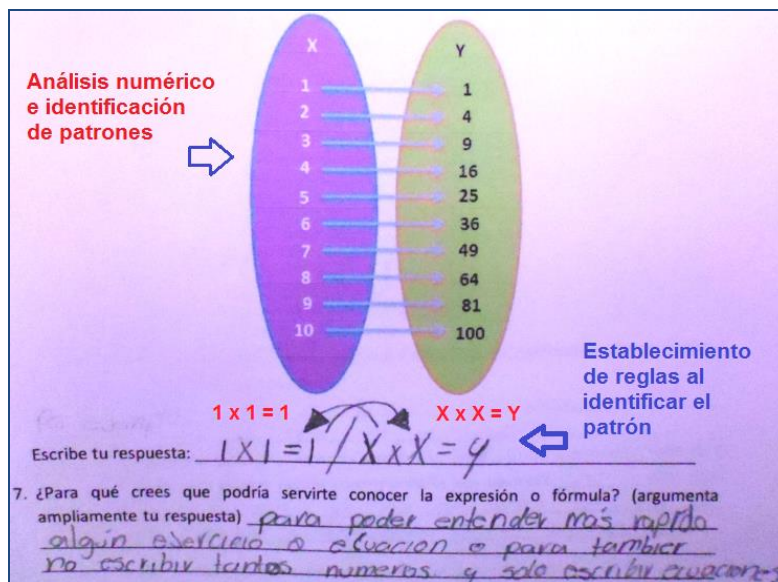 X Y
Análisis numérico
e identificación
de patrones
1 1
2 4
3 9
4 16
5 25
6 36
7 49
8 64
9 81
10 100
Establecimiento
de reglas al
identificar el
patrón
1 x 1 = 1 X x X = Y
Escribe tu respuesta: 1 X 1 = 1 / X x X = y
7. ¿Para qué crees que podría servirte conocer la expresión o fórmula? (argumenta
ampliamente tu respuesta) para poder entender más rapido
algún ejercicio o ecuacion o para tambier
no escribir tantos numeros y solo escribir ecuacion